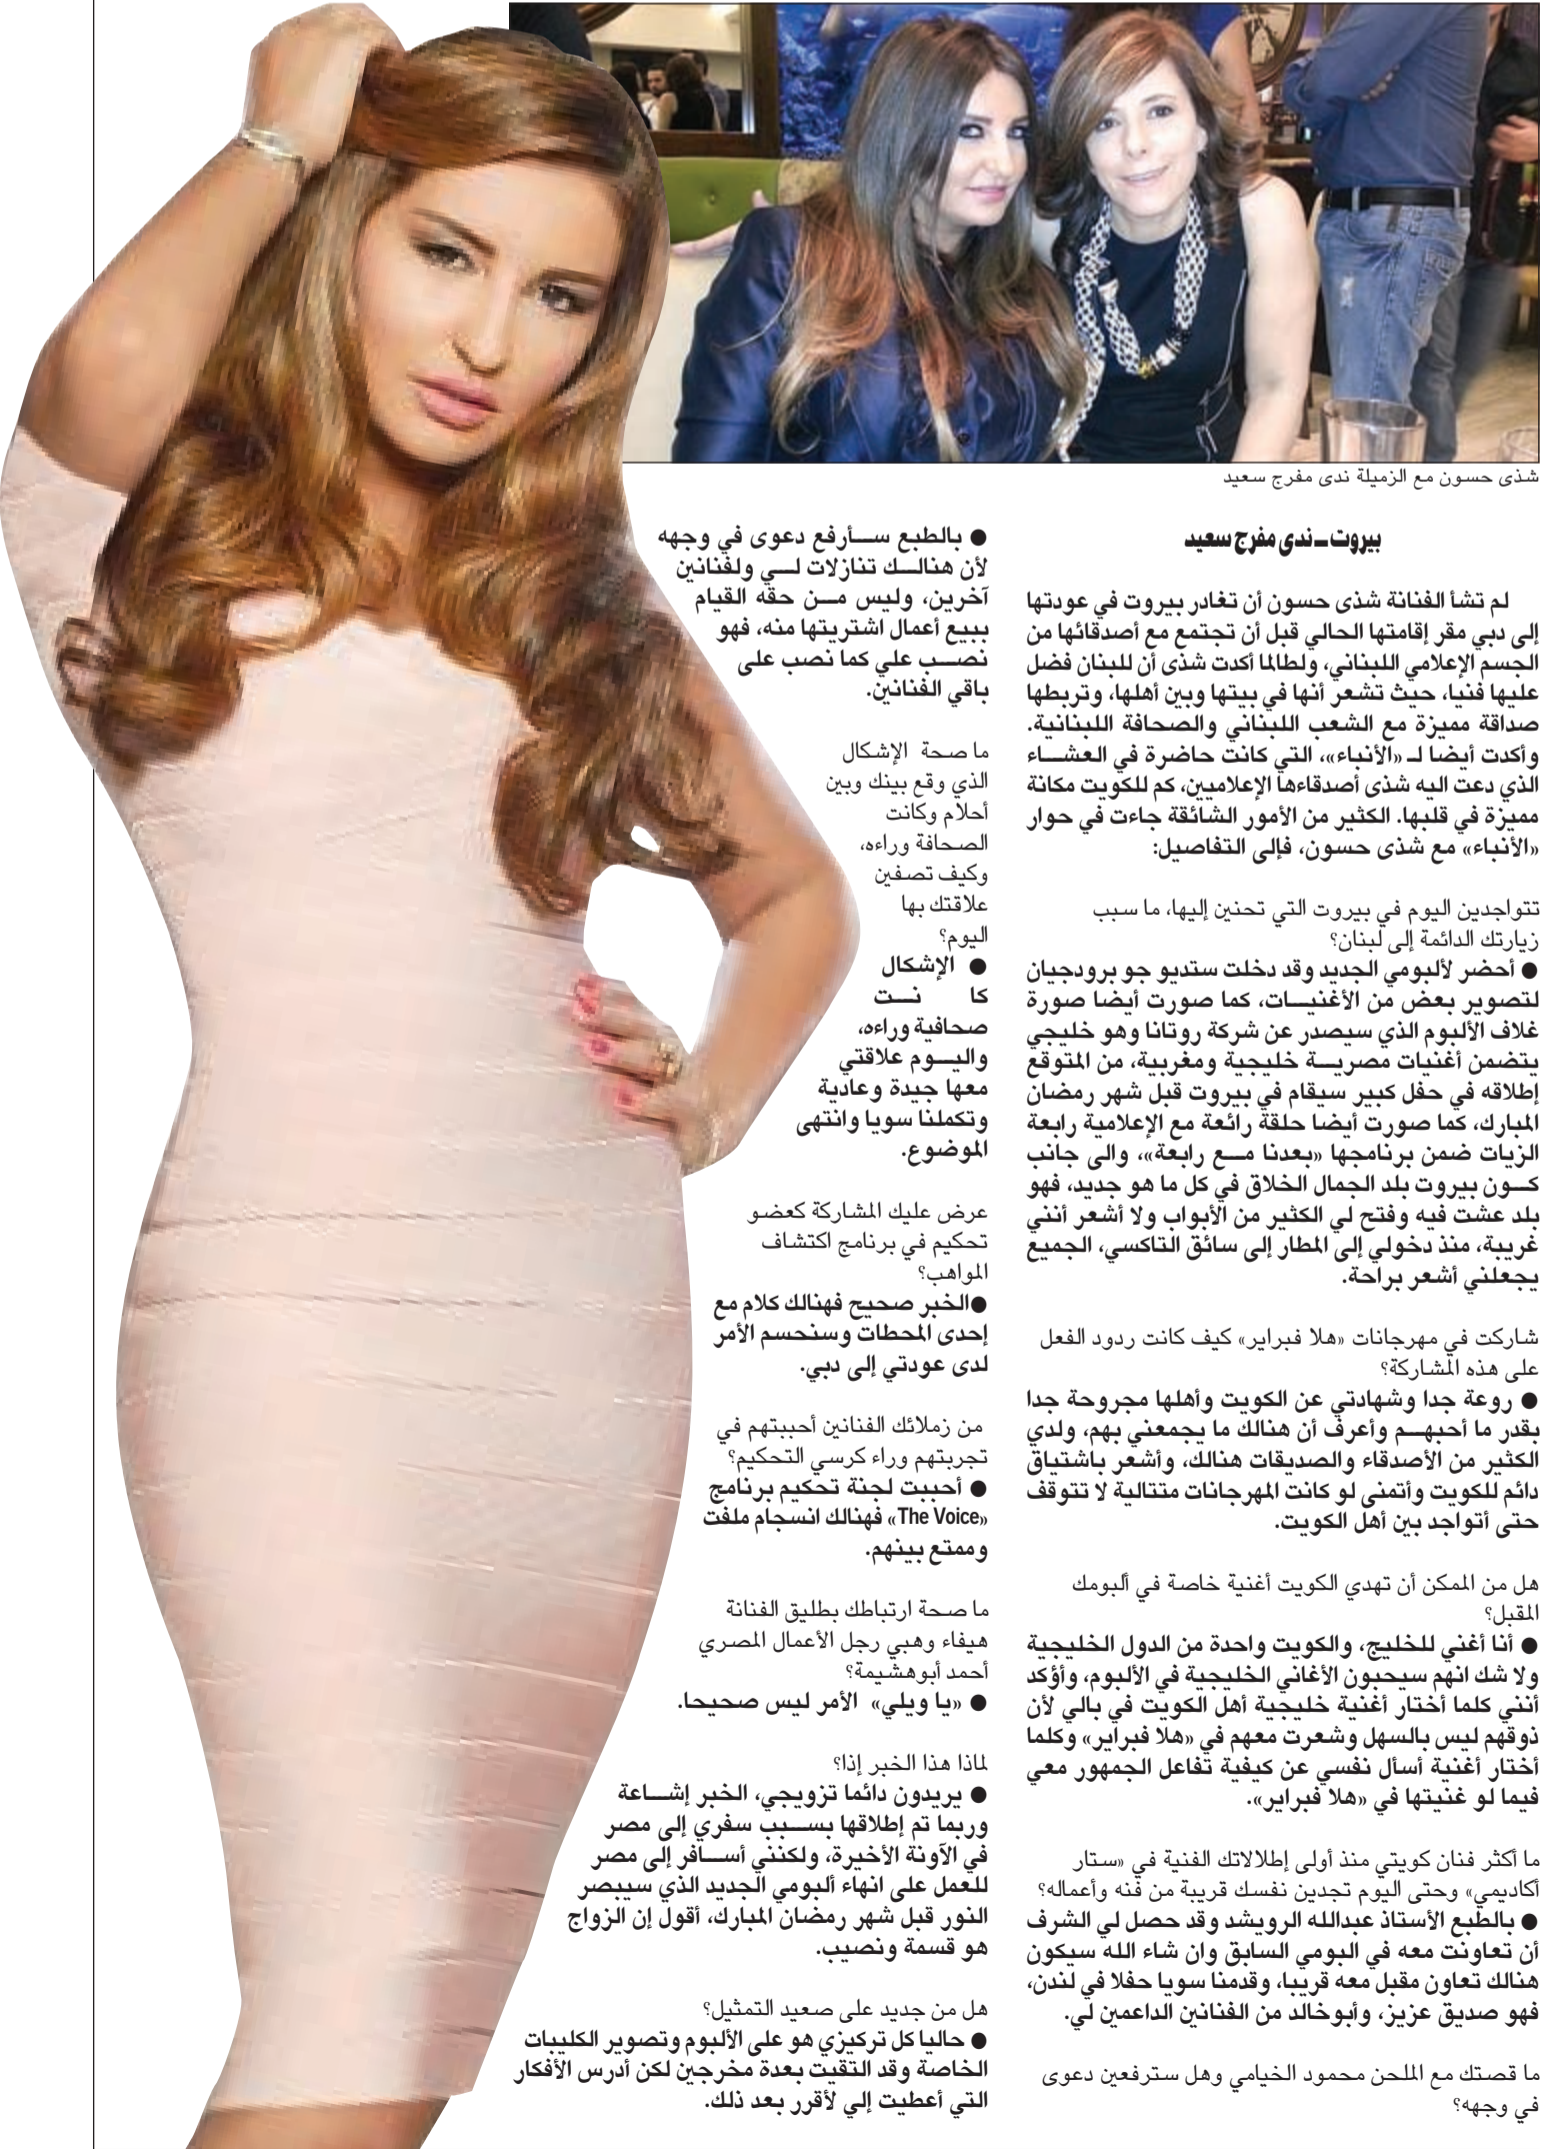 شذى حسون مع الزميلة ندى مفرج سعيد
بيروت ـ ندى مفرج سعيد
لم تشأ الفنانة شذى حسون أن تغادر بيروت في عودتها
إلى دبي مقر إقامتها الحالي قبل أن تجتمع مع أصدقائها من
الجسم الإعلامي اللبناني، ولطالما أكدت شذى أن للبنان فضل
عليها فنيا، حيث تشعر أنها في بيتها وبين أهلها، وتربطها
صداقة مميزة مع الشعب اللبناني والصحافة اللبنانية.
وأكدت أيضا لـ «الأنباء»، التي كانت حاضرة في العشاء
الذي دعت اليه شذى أصدقاءها الإعلاميين، كم للكويت مكانة
مميزة في قلبها. الكثير من الأمور الشائقة جاءت في حوار
«الأنباء» مع شذى حسون، فإلى التفاصيل:
تتواجدين اليوم في بيروت التي تحنين إليها، ما سبب
زيارتك الدائمة إلى لبنان؟
● أحضر لألبومي الجديد وقد دخلت ستديو جو برودجيان
لتصوير بعض من الأغنيات، كما صورت أيضا صورة
غلاف الألبوم الذي سيصدر عن شركة روتانا وهو خليجي
يتضمن أغنيات مصرية خليجية ومغربية، من المتوقع
إطلاقه في حفل كبير سيقام في بيروت قبل شهر رمضان
المبارك، كما صورت أيضا حلقة رائعة مع الإعلامية رابعة
الزيات ضمن برنامجها «بعدنا مع رابعة»، والى جانب
كون بيروت بلد الجمال الخلاق في كل ما هو جديد، فهو
بلد عشت فيه وفتح لي الكثير من الأبواب ولا أشعر أنني
غريبة، منذ دخولي إلى المطار إلى سائق التاكسي، الجميع
يجعلني أشعر براحة.
شاركت في مهرجانات «هلا فبراير» كيف كانت ردود الفعل
على هذه المشاركة؟
● روعة جدا وشهادتي عن الكويت وأهلها مجروحة جدا
بقدر ما أحبهم وأعرف أن هنالك ما يجمعني بهم، ولدي
الكثير من الأصدقاء والصديقات هنالك، وأشعر باشتياق
دائم للكويت وأتمنى لو كانت المهرجانات متتالية لا تتوقف
حتى أتواجد بين أهل الكويت.
هل من الممكن أن تهدي الكويت أغنية خاصة في ألبومك
المقبل؟
● أنا أغني للخليج، والكويت واحدة من الدول الخليجية
ولا شك انهم سيحبون الأغاني الخليجية في الألبوم، وأؤكد
أنني كلما أختار أغنية خليجية أهل الكويت في بالي لأن
ذوقهم ليس بالسهل وشعرت معهم في «هلا فبراير» وكلما
أختار أغنية أسأل نفسي عن كيفية تفاعل الجمهور معي
فيما لو غنيتها في «هلا فبراير».
ما أكثر فنان كويتي منذ أولى إطلالاتك الفنية في «ستار
أكاديمي» وحتى اليوم تجدين نفسك قريبة من فنه وأعماله؟
● بالطبع الأستاذ عبدالله الرويشد وقد حصل لي الشرف
أن تعاونت معه في البومي السابق وان شاء الله سيكون
هنالك تعاون مقبل معه قريبا، وقدمنا سويا حفلا في لندن،
فهو صديق عزيز، وأبوخالد من الفنانين الداعمين لي.
ما قصتك مع الملحن محمود الخيامي وهل سترفعين دعوى
في وجهه؟
● بالطبع سأرفع دعوى في وجهه
لأن هنالك تنازلات لي ولفنانين
آخرين، وليس من حقه القيام
ببيع أعمال اشتريتها منه، فهو
نصب علي كما نصب على
باقي الفنانين.
ما صحة الإشكال
الذي وقع بينك وبين
أحلام وكانت
الصحافة وراءه،
وكيف تصفين
علاقتك بها
اليوم؟
● الإشكال
كانت
صحافية وراءه،
واليوم علاقتي
معها جيدة وعادية
وتكملنا سويا وانتهى
الموضوع.
عرض عليك المشاركة كعضو
تحكيم في برنامج اكتشاف
المواهب؟
●الخبر صحيح فهنالك كلام مع
إحدى المحطات وسنحسم الأمر
لدى عودتي إلى دبي.
من زملائك الفنانين أحببتهم في
تجربتهم وراء كرسي التحكيم؟
● أحببت لجنة تحكيم برنامج
«The Voice» فهنالك انسجام ملفت
وممتع بينهم.
ما صحة ارتباطك بطليق الفنانة
هيفاء وهبي رجل الأعمال المصري
أحمد أبوهشيمة؟
● «يا ويلي» الأمر ليس صحيحا.
لماذا هذا الخبر إذا؟
● يريدون دائما تزويجي، الخبر إشاعة
وربما تم إطلاقها بسبب سفري إلى مصر
في الآونة الأخيرة، ولكنني أسافر إلى مصر
للعمل على انهاء ألبومي الجديد الذي سيبصر
النور قبل شهر رمضان المبارك، أقول إن الزواج
هو قسمة ونصيب.
هل من جديد على صعيد التمثيل؟
● حاليا كل تركيزي هو على الألبوم وتصوير الكليبات
الخاصة وقد التقيت بعدة مخرجين لكن أدرس الأفكار
التي أعطيت إلي لأقرر بعد ذلك.